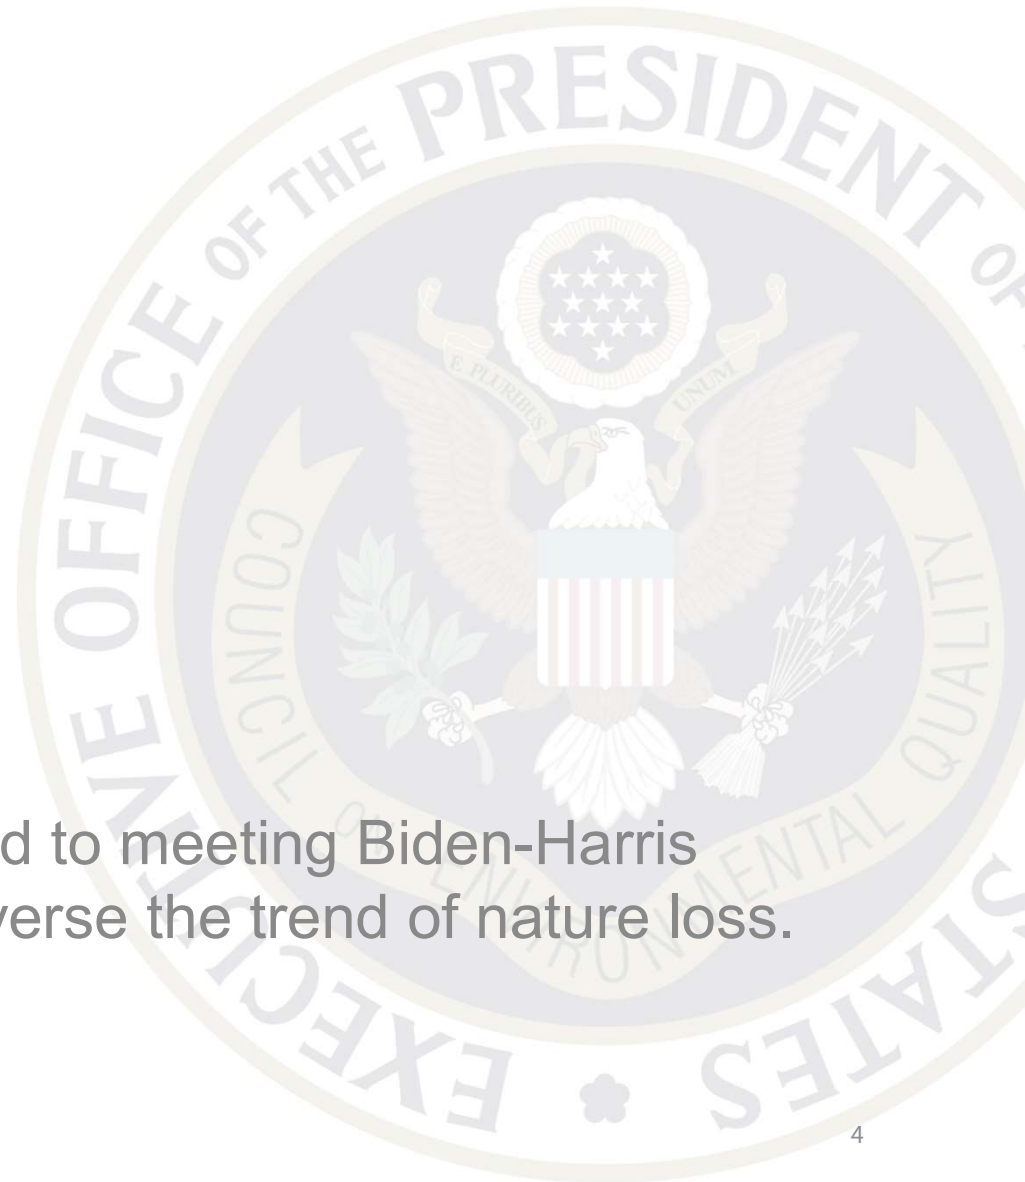 EXECUTIVE OFFICE OF THE PRESIDENT OF
STATES
COUNCIL ON ENVIRONMENTAL QUALITY
E PLURIBUS UNUM
d to meeting Biden-Harris
verse the trend of nature loss.
4